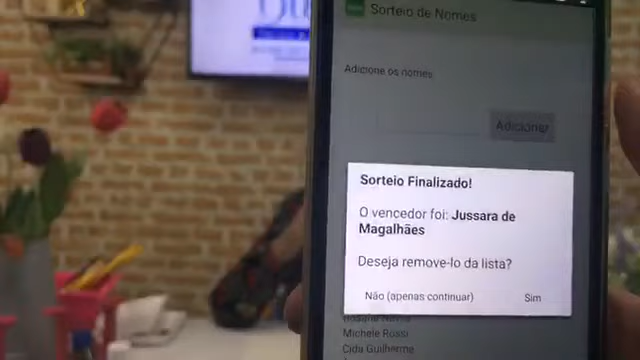 Sorteio de Nomes
Adicione os nomes
Adicionar
Sorteio Finalizado!
O vencedor foi: Jussara de
Magalhães
Deseja remove-lo da lista?
Não (apenas continuar)
Sim
Michele Rossi
Cida Guilherme